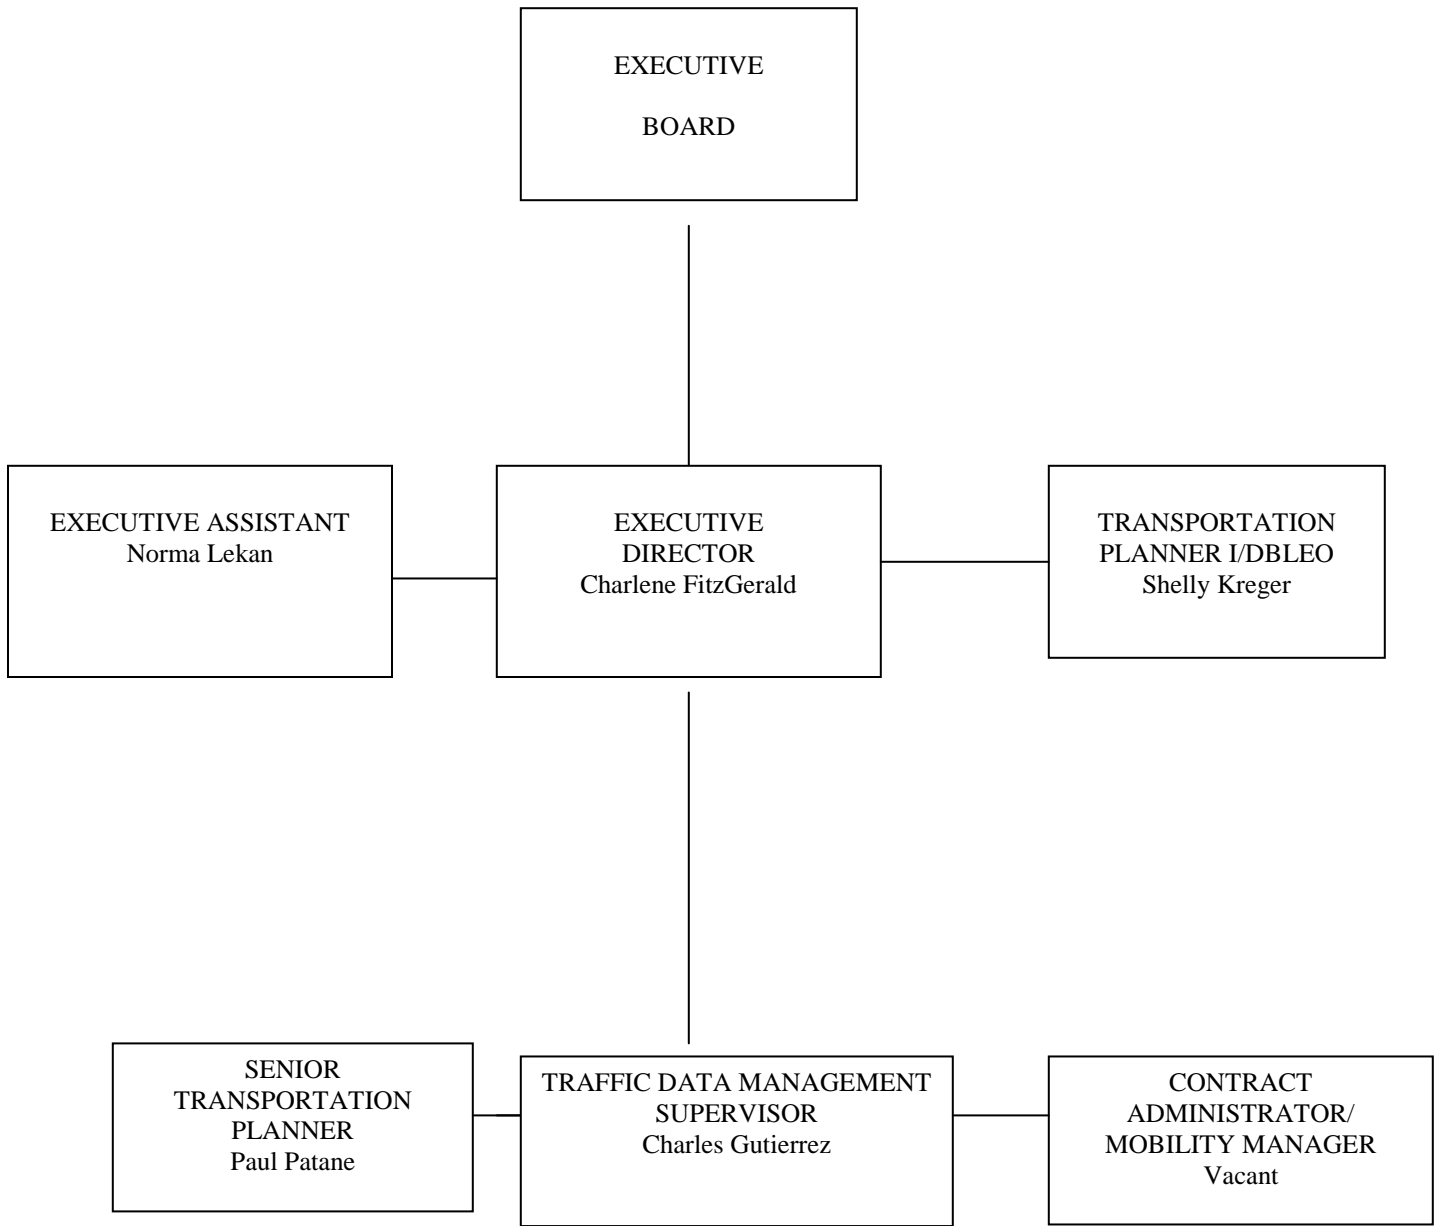 EXECUTIVE
BOARD
EXECUTIVE ASSISTANT
Norma Lekan
EXECUTIVE
DIRECTOR
Charlene FitzGerald
TRANSPORTATION
PLANNER I/DBLEO
Shelly Kreger
SENIOR
TRANSPORTATION
PLANNER
Paul Patane
TRAFFIC DATA MANAGEMENT
SUPERVISOR
Charles Gutierrez
CONTRACT
ADMINISTRATOR/
MOBILITY MANAGER
Vacant